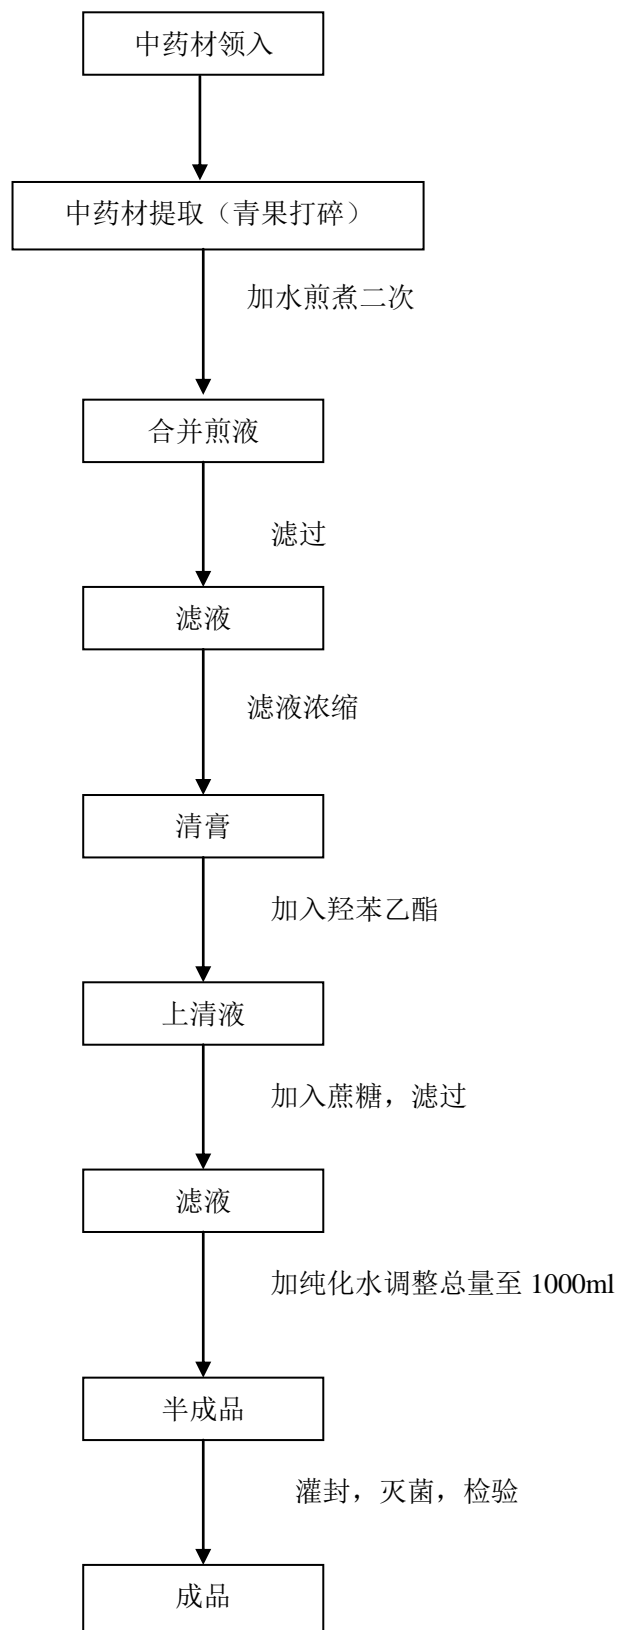 中药材领入
中药材提取（青果打碎）
加水煎煮二次
合并煎液
滤过
滤液
滤液浓缩
清膏
加入羟苯乙酯
上清液
加入蔗糖，滤过
滤液
加纯化水调整总量至 1000ml
半成品
灌封，灭菌，检验
成品